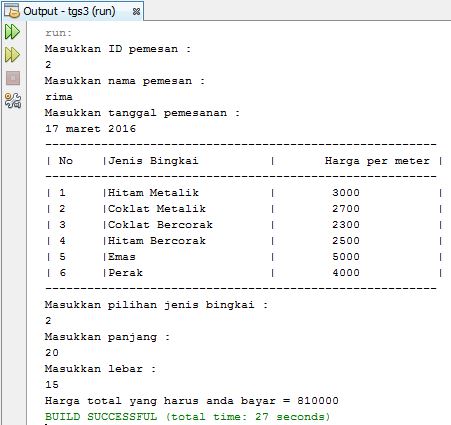 Output - tgs3 (run)
run:
Masukkan ID pemesan :
2
Masukkan nama pemesan :
rima
Masukkan tanggal pemesanan :
17 maret 2016
------------------------------------------------------------
| No |Jenis Bingkai | Harga per meter |
------------------------------------------------------------
| 1 |Hitam Metalik | 3000 |
| 2 |Coklat Metalik | 2700 |
| 3 |Coklat Bercorak | 2300 |
| 4 |Hitam Bercorak | 2500 |
| 5 |Emas | 5000 |
| 6 |Perak | 4000 |
------------------------------------------------------------
Masukkan pilihan jenis bingkai :
2
Masukkan panjang :
20
Masukkan lebar :
15
Harga total yang harus anda bayar = 810000
BUILD SUCCESSFUL (total time: 27 seconds)